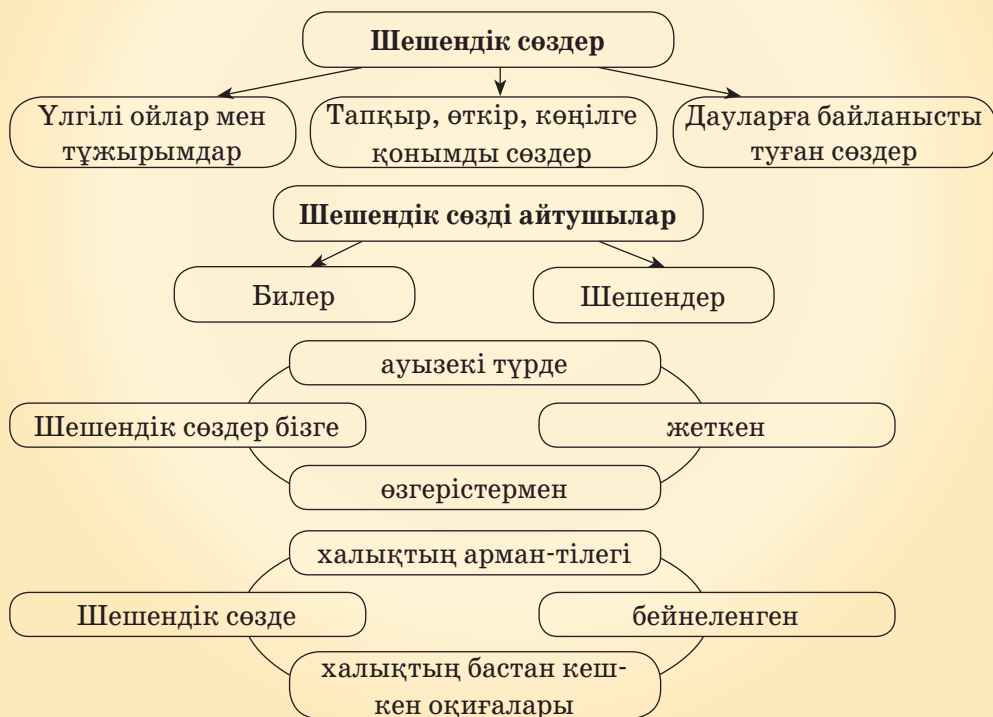 Шешендік сөздер
Үлгілі ойлар мен
тұжырымдар
Тапқыр, өткір, көңілге
қонымды сөздер
Дауларға байланысты
туған сөздер
Шешендік сөзді айтушылар
Билер
Шешендер
ауызекі түрде
Шешендік сөздер бізге
жеткен
өзгерістермен
халықтың арман-тілегі
Шешендік сөзде
бейнеленген
халықтың бастан кеш-
кен оқиғалары